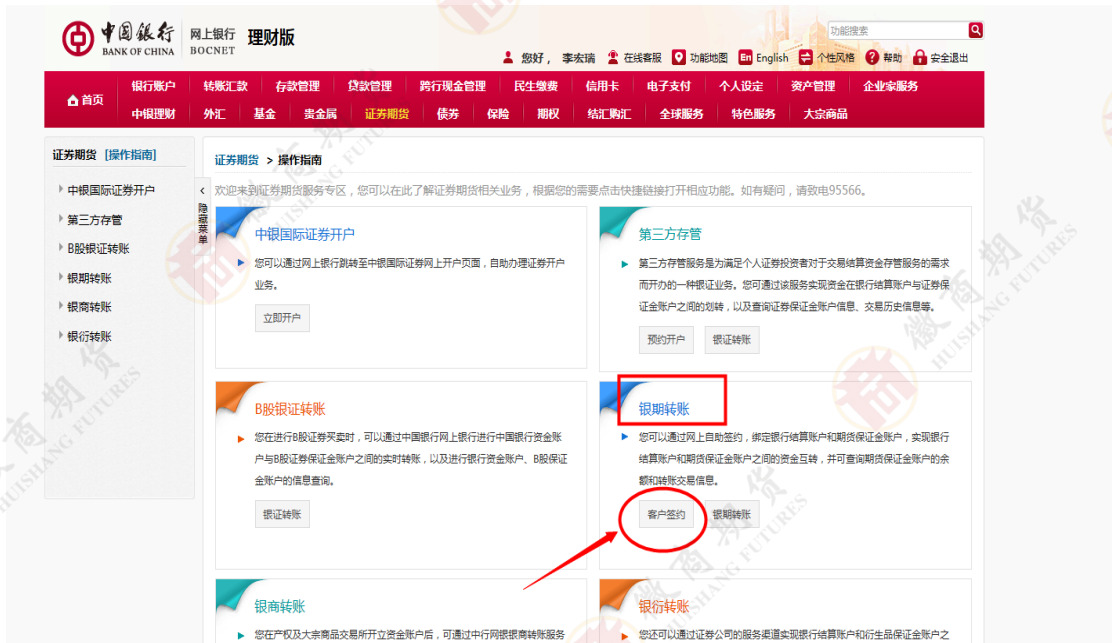 中国银行 网上银行 理财版
BANK OF CHINA BOCNET
功能搜索
您好， 李宏瑞 在线客服 功能地图 En English 个性风格 帮助 安全退出
首页 银行账户 转账汇款 存款管理 贷款管理 跨行现金管理 民生缴费 信用卡 电子支付 个人设定 资产管理 企业家服务
中银理财 外汇 基金 贵金属 证券期货 债券 保险 期权 结汇购汇 全球服务 特色服务 大宗商品
证券期货 [操作指南]
中银国际证券开户
第三方存管
B股银证转账
银期转账
银商转账
银衍转账
隐藏菜单
证券期货 > 操作指南
欢迎来到证券期货服务专区，您可以在此了解证券期货相关业务，根据您的需要点击快捷链接打开相应功能。如有疑问，请致电95566。
中银国际证券开户
您可以通过网上银行跳转至中银国际证券网上开户页面，自助办理证券开户
业务。
立即开户
第三方存管
第三方存管服务是为满足个人证券投资者对于交易结算资金存管服务的需求
而开办的一种银证业务。您可通过该服务实现资金在银行结算账户与证券保
证金账户之间的划转，以及查询证券保证金账户信息、交易历史信息等。
预约开户 银证转账
B股银证转账
您在进行B股证券买卖时，可以通过中国银行网上银行进行中国银行资金账
户与B股证券保证金账户之间的实时转账，以及进行银行资金账户、B股保证
金账户的信息查询。
银证转账
银期转账
您可以通过网上自助签约，绑定银行结算账户和期货保证金账户，实现银行
结算账户和期货保证金账户之间的资金互转，并可查询期货保证金账户的余
额和转账交易信息。
客户签约 银期转账
银商转账
您在产权及大宗商品交易所开立资金账户后，可通过中行网银银商转账服务
银衍转账
您还可以通过证券公司的服务渠道实现银行结算账户和衍生品保证金账户之
徽商期货
HUISHANG FUTURES